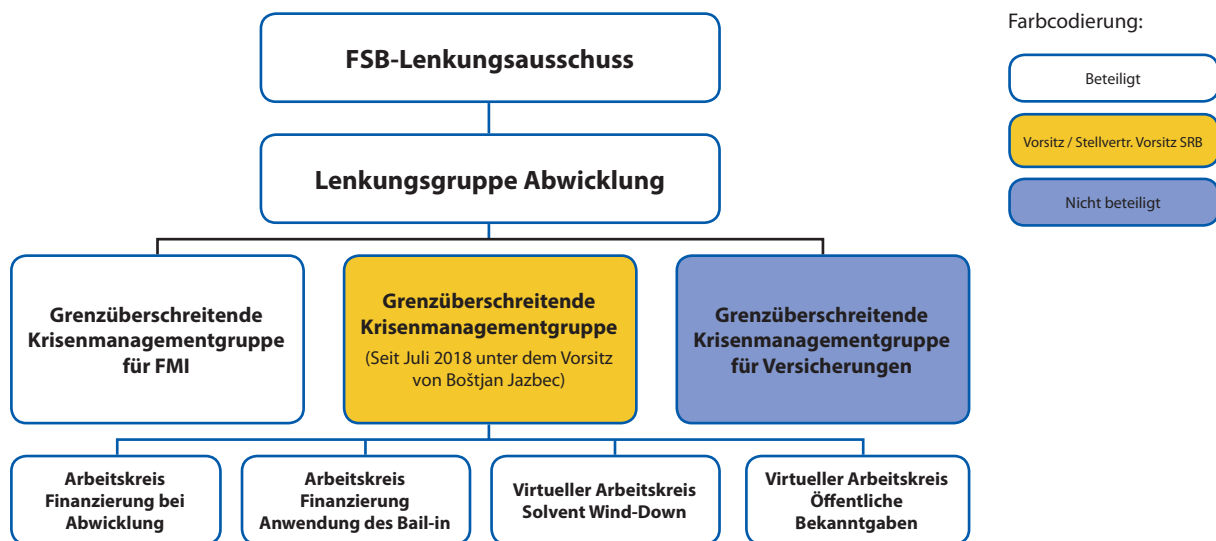 FSB-Lenkungsausschuss
Lenkungsgruppe Abwicklung
Grenzüberschreitende
Krisenmanagementgruppe
für FMI
Grenzüberschreitende
Krisenmanagementgruppe
(Seit Juli 2018 unter dem Vorsitz
von Boštjan Jazbec)
Grenzüberschreitende
Krisenmanagementgruppe
für Versicherungen
Arbeitskreis
Finanzierung bei
Abwicklung
Arbeitskreis
Finanzierung
Anwendung des Bail-in
Virtueller Arbeitskreis
Solvent Wind-Down
Virtueller Arbeitskreis
Öffentliche
Bekanntgaben
Farbcodierung:
Beteiligt
Vorsitz / Stellvertr. Vorsitz SRB
Nicht beteiligt